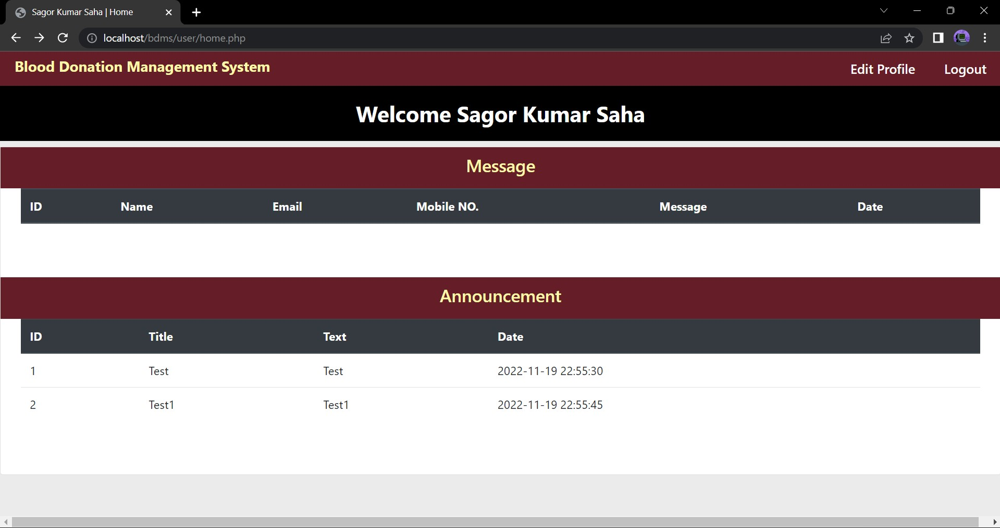 Sagor Kumar Saha | Home
localhost/bdms/user/home.php
Blood Donation Management System Edit Profile Logout
Welcome Sagor Kumar Saha
Message
ID Name Email Mobile NO. Message Date
Announcement
ID Title Text Date
1 Test Test 2022-11-19 22:55:30
2 Test1 Test1 2022-11-19 22:55:45